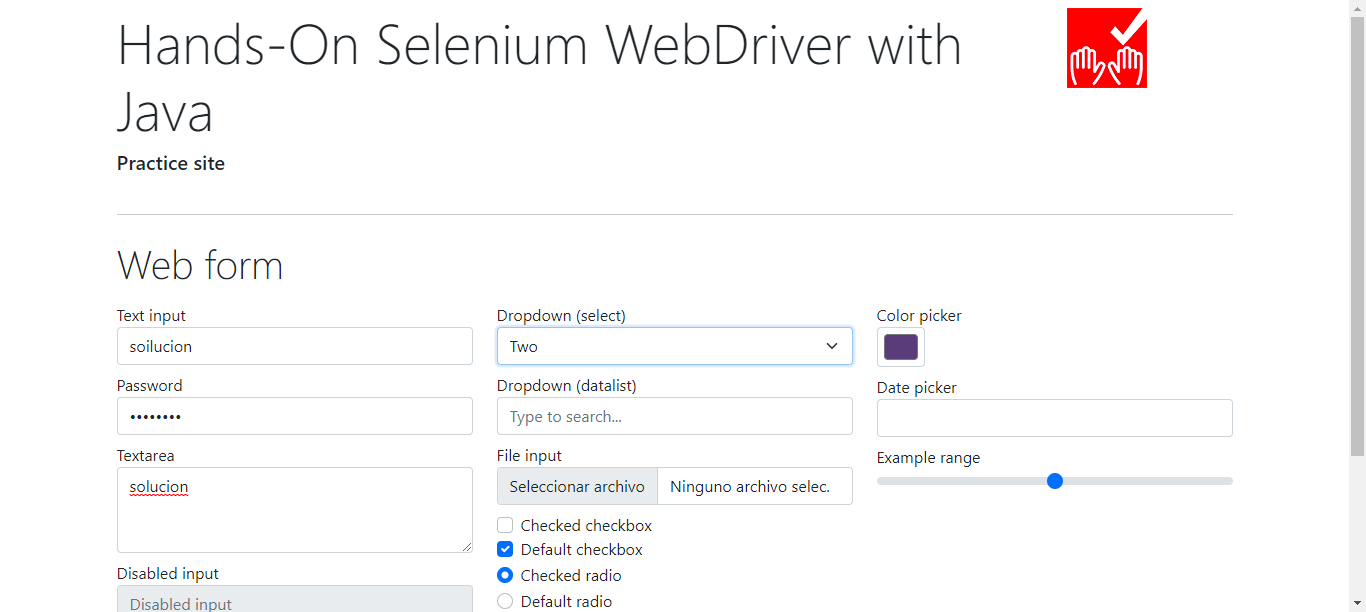 Hands-On Selenium WebDriver with
Java
Practice site
Web form
Text input
soilucion
Password
••••••••
Textarea
solucion
Disabled input
Disabled input
Dropdown (select)
Two
Dropdown (datalist)
Type to search...
File input
Seleccionar archivo Ninguno archivo selec.
Checked checkbox
Default checkbox
Checked radio
Default radio
Color picker
Date picker
Example range